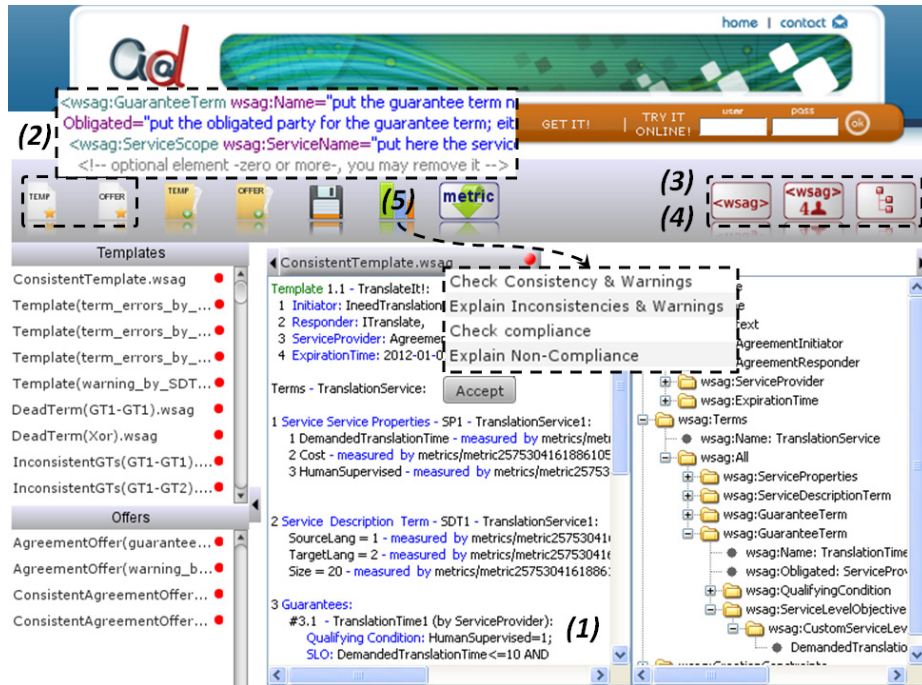 home | contact
a@d
<wsag:GuaranteeTerm wsag:Name="put the guarantee term n
Obligated="put the obligated party for the guarantee term; eit
<wsag:ServiceScope wsag:ServiceName="put here the servic
<!-- optional element -zero or more-, you may remove it -->
(2)
GET IT! | TRY IT ONLINE! user pass ok
TEMP OFFER TEMP OFFER (5) metric
(3)
(4)
<wsag> <wsag> 4
Templates
ConsistentTemplate.wsag
Template(term_errors_by_...
Template(term_errors_by_...
Template(term_errors_by_...
Template(warning_by_SDT...
DeadTerm(GT1-GT1).wsag
DeadTerm(Xor).wsag
InconsistentGTs(GT1-GT1)....
InconsistentGTs(GT1-GT2)....
Offers
AgreementOffer(guarantee...
AgreementOffer(warning_b...
ConsistentAgreementOffer...
ConsistentAgreementOffer...
ConsistentTemplate.wsag
Template 1.1 - TranslateIt!:
1 Initiator: IneedTranslation
2 Responder: ITranslate,
3 ServiceProvider: Agreeme
4 ExpirationTime: 2012-01-0
Check Consistency & Warnings
Explain Inconsistencies & Warnings
Check compliance
Explain Non-Compliance
Terms - TranslationService:
Accept
1 Service Service Properties - SP1 - TranslationService1:
1 DemandedTranslationTime - measured by metrics/metr
2 Cost - measured by metrics/metric2575304161886105
3 HumanSupervised - measured by metrics/metric25753
2 Service Description Term - SDT1 - TranslationService1:
SourceLang = 1 - measured by metrics/metric25753041
TargetLang = 2 - measured by metrics/metric257530416
Size = 20 - measured by metrics/metric2575304161886
3 Guarantees:
#3.1 - TranslationTime1 (by ServiceProvider):
Qualifying Condition: HumanSupervised=1;
SLO: DemandedTranslationTime<=10 AND
(1)
text
AgreementInitiator
AgreementResponder
wsag:ServiceProvider
wsag:ExpirationTime
wsag:Terms
wsag:Name: TranslationService
wsag:All
wsag:ServiceProperties
wsag:ServiceDescriptionTerm
wsag:GuaranteeTerm
wsag:GuaranteeTerm
wsag:Name: TranslationTime
wsag:Obligated: ServiceProv
wsag:QualifyingCondition
wsag:ServiceLevelObjective
wsag:CustomServiceLev
DemandedTranslatio